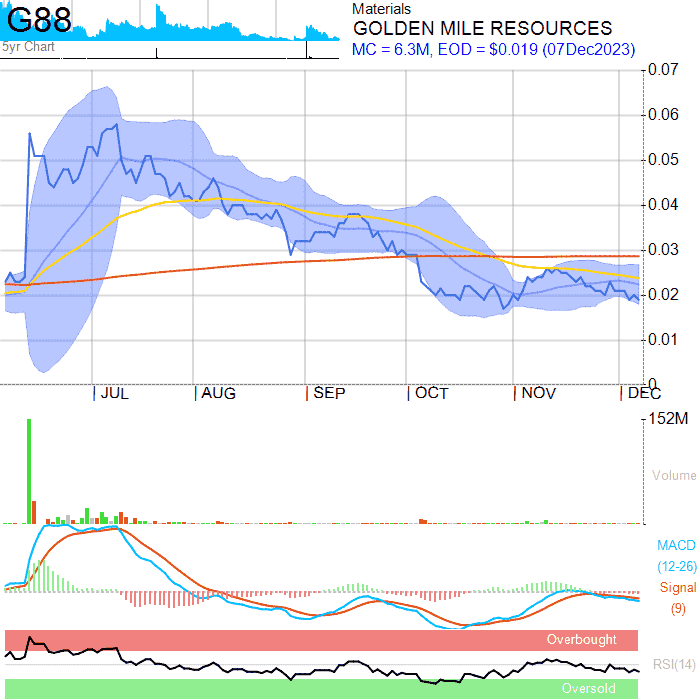 G88
5yr Chart
Materials
GOLDEN MILE RESOURCES
MC = 6.3M, EOD = $0.019 (07Dec2023)
0.07
0.06
0.05
0.04
0.03
0.02
0.01
0
JUL AUG SEP OCT NOV DEC
152M
Volume
MACD
(12-26)
Signal
(9)
Overbought
RSI(14)
Oversold